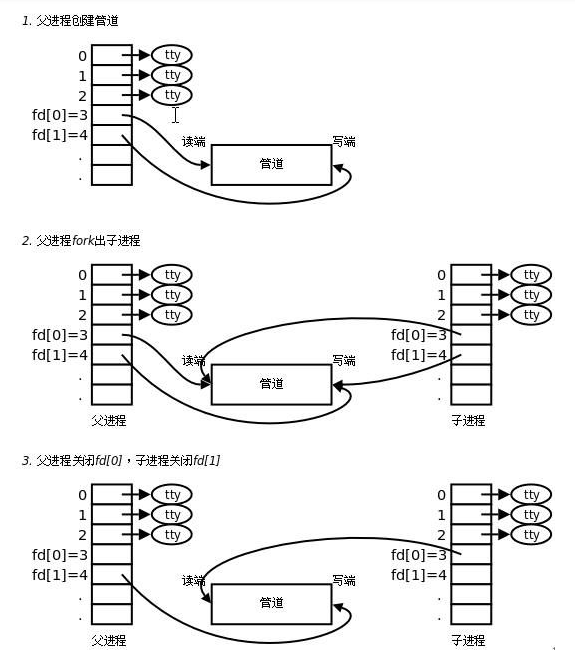 1. 父进程创建管道
0 tty
1 tty
2 tty
fd[0]=3
fd[1]=4
读端 写端
管道
.
.
2. 父进程fork出子进程
0 tty 0 tty
1 tty 1 tty
2 tty 2 tty
fd[0]=3 fd[0]=3
fd[1]=4 fd[1]=4
读端 写端
管道
. .
. .
父进程 子进程
3. 父进程关闭fd[0]，子进程关闭fd[1]
0 tty 0 tty
1 tty 1 tty
2 tty 2 tty
fd[0]=3 fd[0]=3
fd[1]=4 fd[1]=4
读端 写端
管道
. .
. .
父进程 子进程